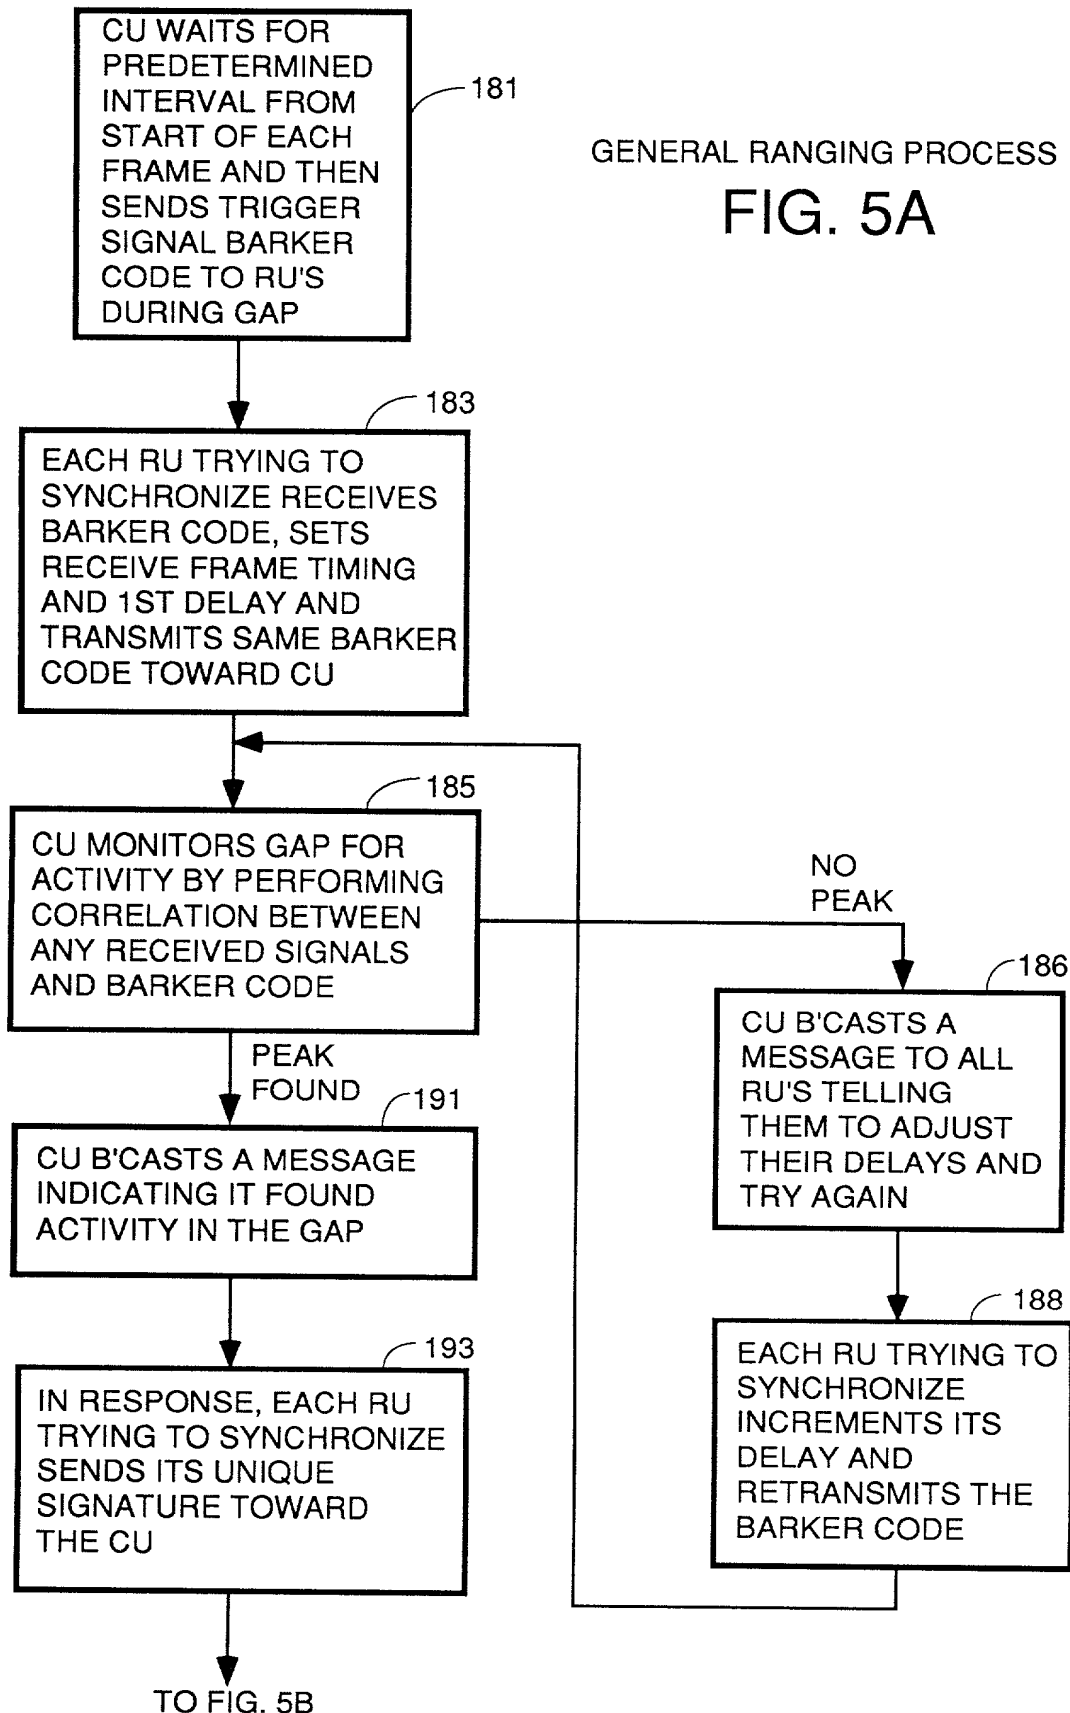 CU WAITS FOR
PREDETERMINED
INTERVAL FROM
START OF EACH
FRAME AND THEN
SENDS TRIGGER
SIGNAL BARKER
CODE TO RU'S
DURING GAP
181
GENERAL RANGING PROCESS
FIG. 5A
183
EACH RU TRYING TO
SYNCHRONIZE RECEIVES
BARKER CODE, SETS
RECEIVE FRAME TIMING
AND 1ST DELAY AND
TRANSMITS SAME BARKER
CODE TOWARD CU
185
CU MONITORS GAP FOR
ACTIVITY BY PERFORMING
CORRELATION BETWEEN
ANY RECEIVED SIGNALS
AND BARKER CODE
NO
PEAK
186
CU B'CASTS A
MESSAGE TO ALL
RU'S TELLING
THEM TO ADJUST
THEIR DELAYS AND
TRY AGAIN
PEAK
FOUND
191
CU B'CASTS A MESSAGE
INDICATING IT FOUND
ACTIVITY IN THE GAP
188
EACH RU TRYING TO
SYNCHRONIZE
INCREMENTS ITS
DELAY AND
RETRANSMITS THE
BARKER CODE
193
IN RESPONSE, EACH RU
TRYING TO SYNCHRONIZE
SENDS ITS UNIQUE
SIGNATURE TOWARD
THE CU
TO FIG. 5B